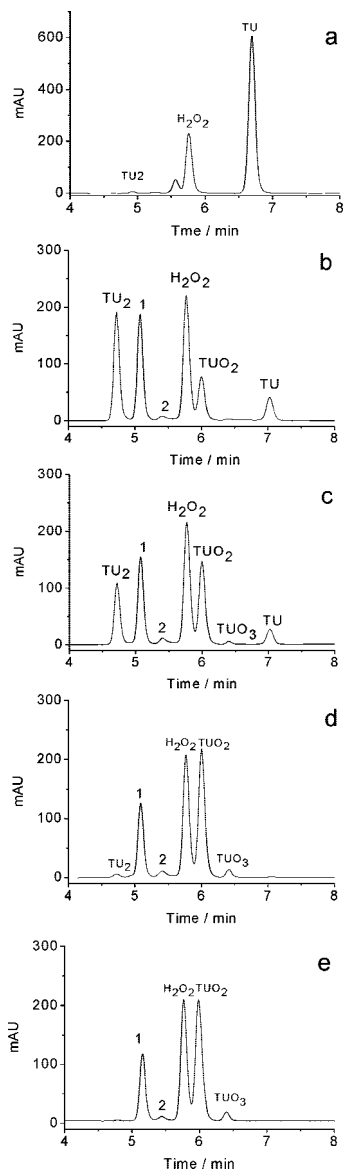 a
600
400
200
0
mAU
TU2
H2O2
TU
4 5 6 7 8
Tme / min
b
300
200
100
0
mAU
TU2
1
2
H2O2
TUO2
TU
4 5 6 7 8
Time / min
c
300
200
100
0
mAU
TU2
1
2
H2O2
TUO2
TUO3
TU
4 5 6 7 8
Time / min
d
300
200
100
0
mAU
TU2
1
2
H2O2 TUO2
TUO3
4 5 6 7 8
Time / min
e
300
200
100
0
mAU
1
2
H2O2 TUO2
TUO3
4 5 6 7 8
Time / min